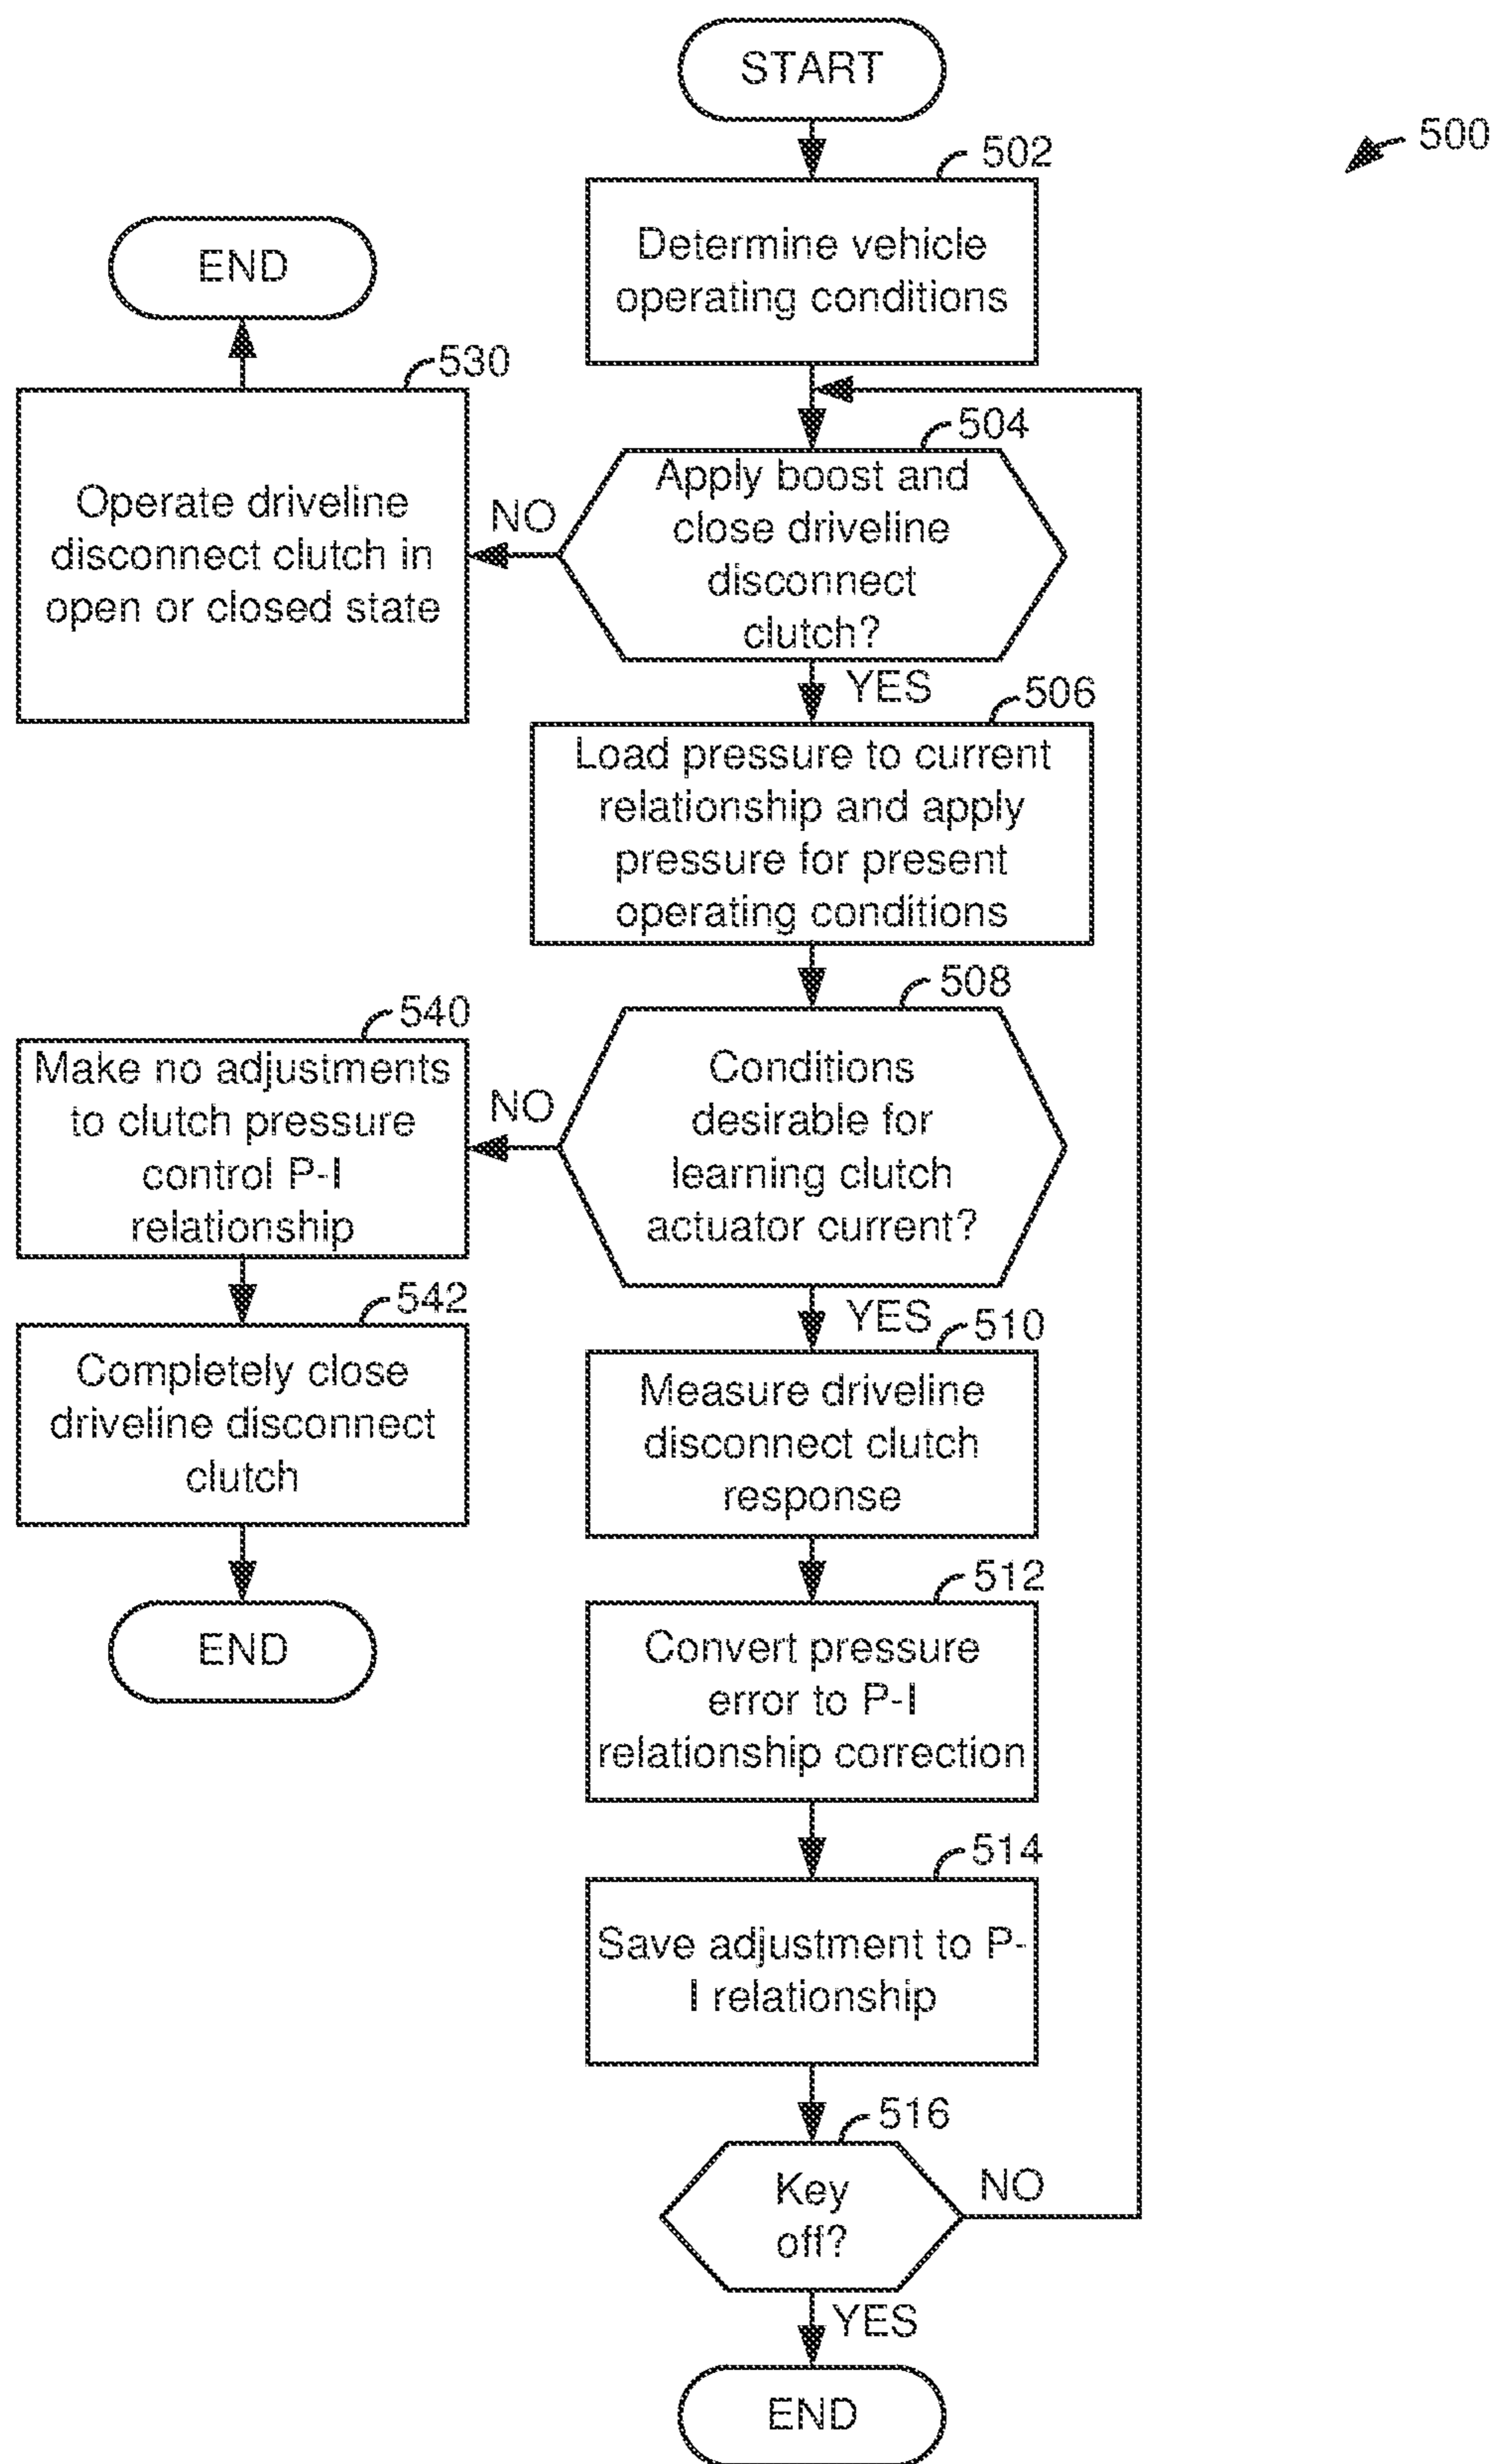 START
500
502
Determine vehicle
operating conditions
END
530
Operate driveline
disconnect clutch in
open or closed state
504
Apply boost and
close driveline
disconnect
clutch?
NO
YES
506
Load pressure to current
relationship and apply
pressure for present
operating conditions
508
Conditions
desirable for
learning clutch
actuator current?
NO
540
Make no adjustments
to clutch pressure
control P-I
relationship
542
Completely close
driveline disconnect
clutch
END
YES
510
Measure driveline
disconnect clutch
response
512
Convert pressure
error to P-I
relationship correction
514
Save adjustment to P-
I relationship
516
Key
off?
NO
YES
END